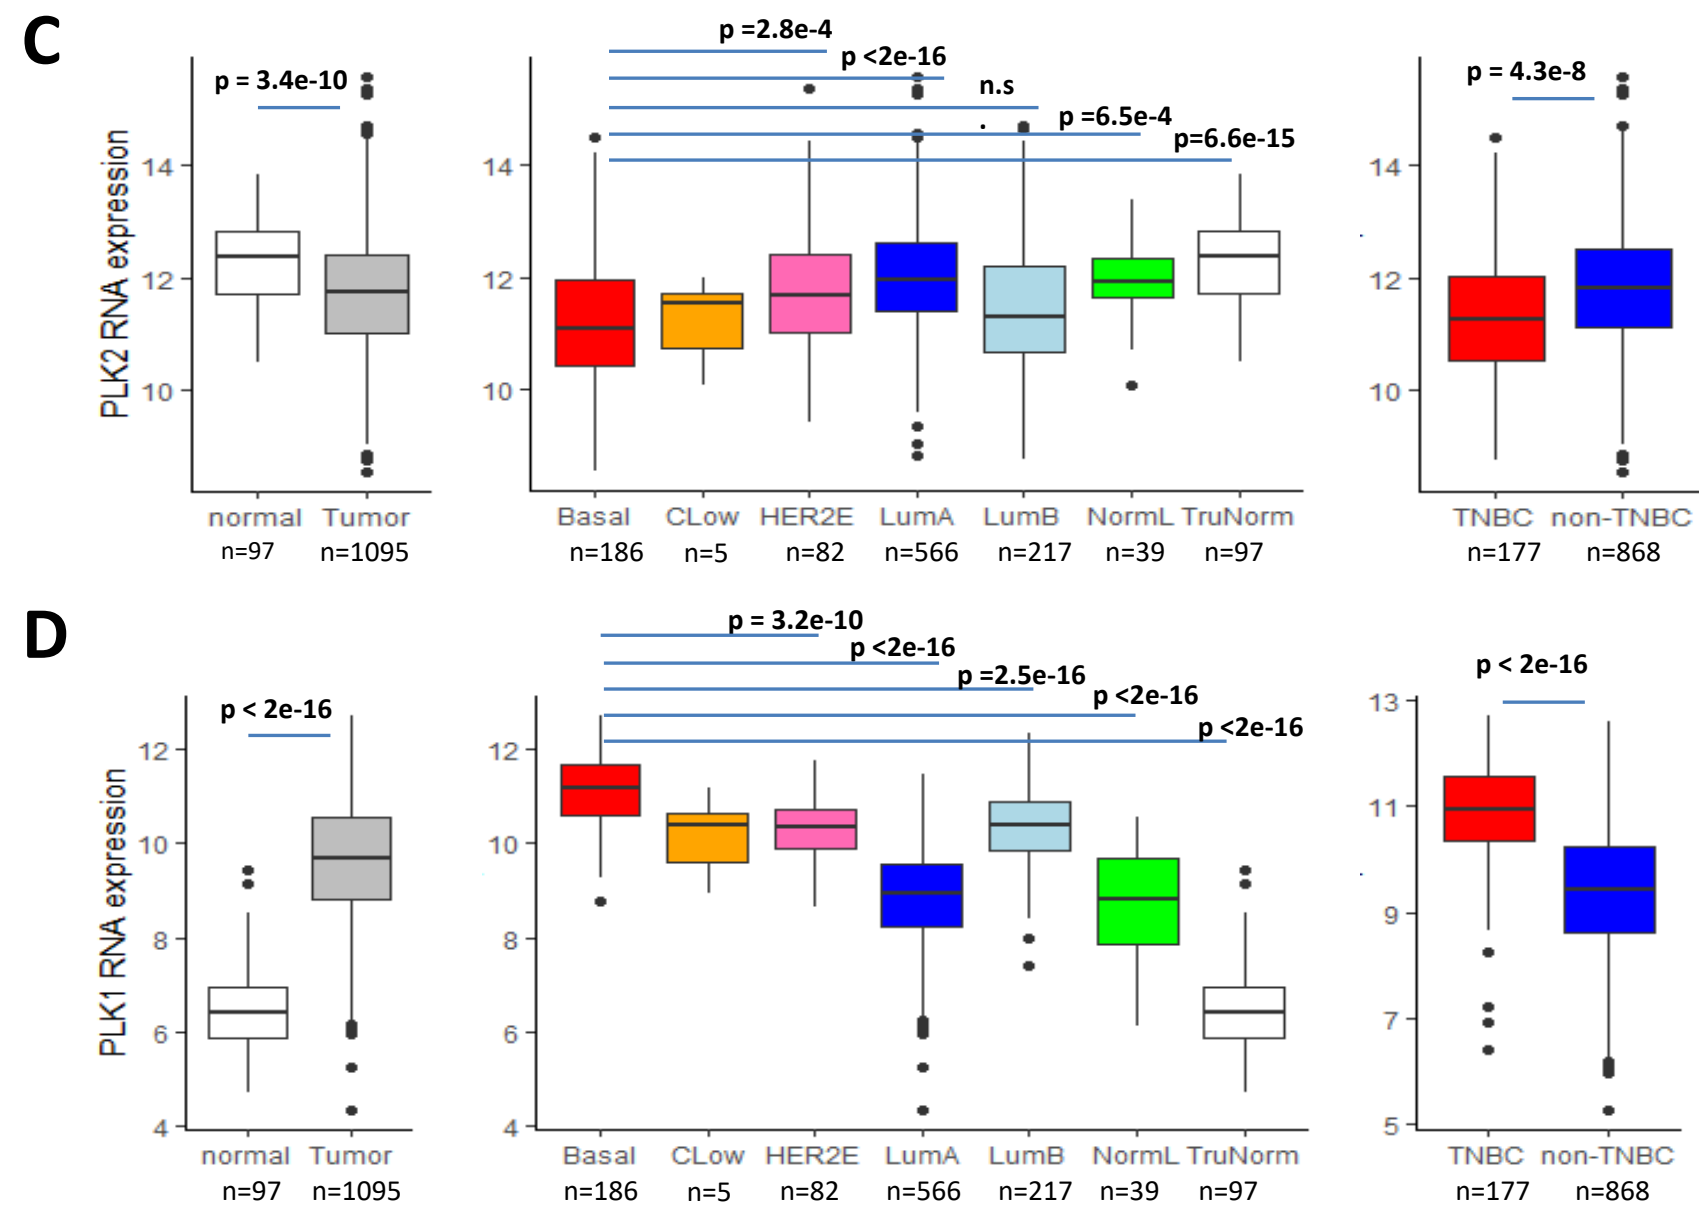 C
p =2.8e-4
p <2e-16
p = 3.4e-10
n.s
.
p = 4.3e-8
p =6.5e-4
p=6.6e-15
PLK2 RNA expression
14
12
10
14
12
10
14
12
10
normal Tumor
Basal CLow HER2E LumA LumB NormL TruNorm
TNBC non-TNBC
n=97 n=1095
n=186 n=5 n=82 n=566 n=217 n=39 n=97
n=177 n=868
D
p = 3.2e-10
p <2e-16
p =2.5e-16
p < 2e-16
p <2e-16
p < 2e-16
p <2e-16
PLK1 RNA expression
12
10
8
6
4
12
10
8
6
4
13
11
9
7
5
normal Tumor
Basal CLow HER2E LumA LumB NormL TruNorm
TNBC non-TNBC
n=97 n=1095
n=186 n=5 n=82 n=566 n=217 n=39 n=97
n=177 n=868